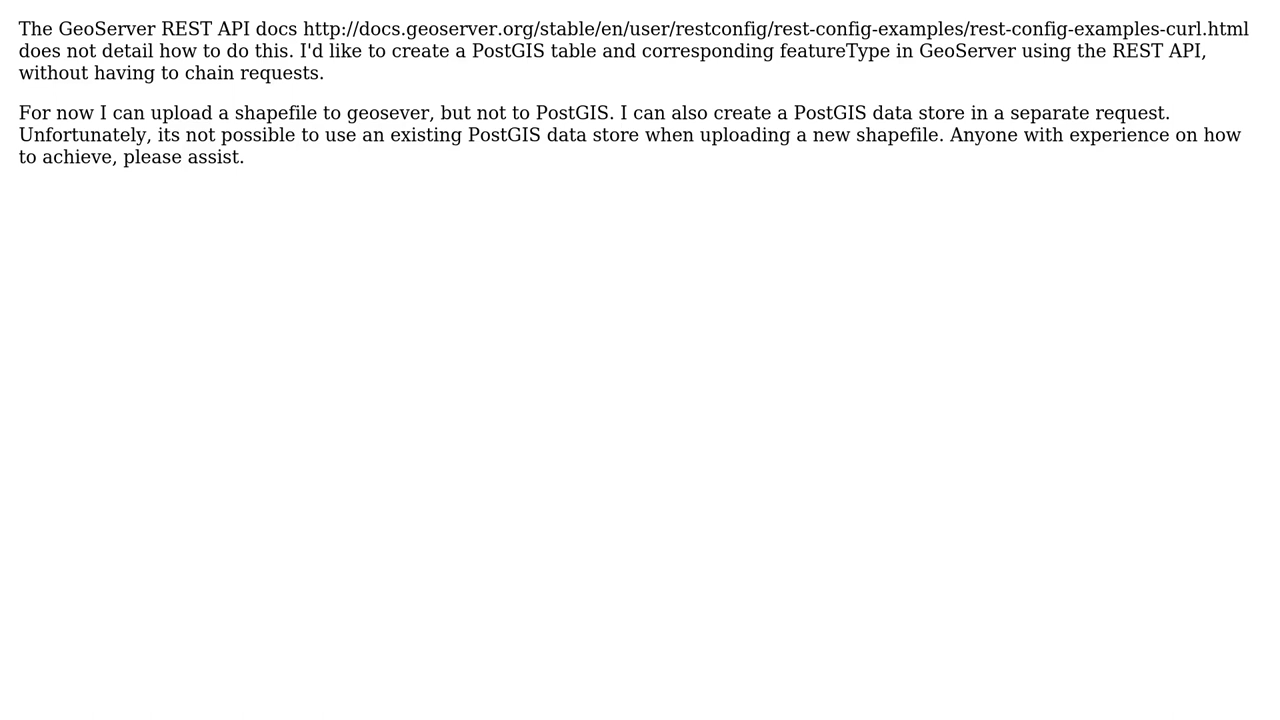 The GeoServer REST API docs http://docs.geoserver.org/stable/en/user/restconfig/rest-config-examples/rest-config-examples-curl.html
does not detail how to do this. I'd like to create a PostGIS table and corresponding featureType in GeoServer using the REST API,
without having to chain requests.
For now I can upload a shapefile to geosever, but not to PostGIS. I can also create a PostGIS data store in a separate request.
Unfortunately, its not possible to use an existing PostGIS data store when uploading a new shapefile. Anyone with experience on how
to achieve, please assist.